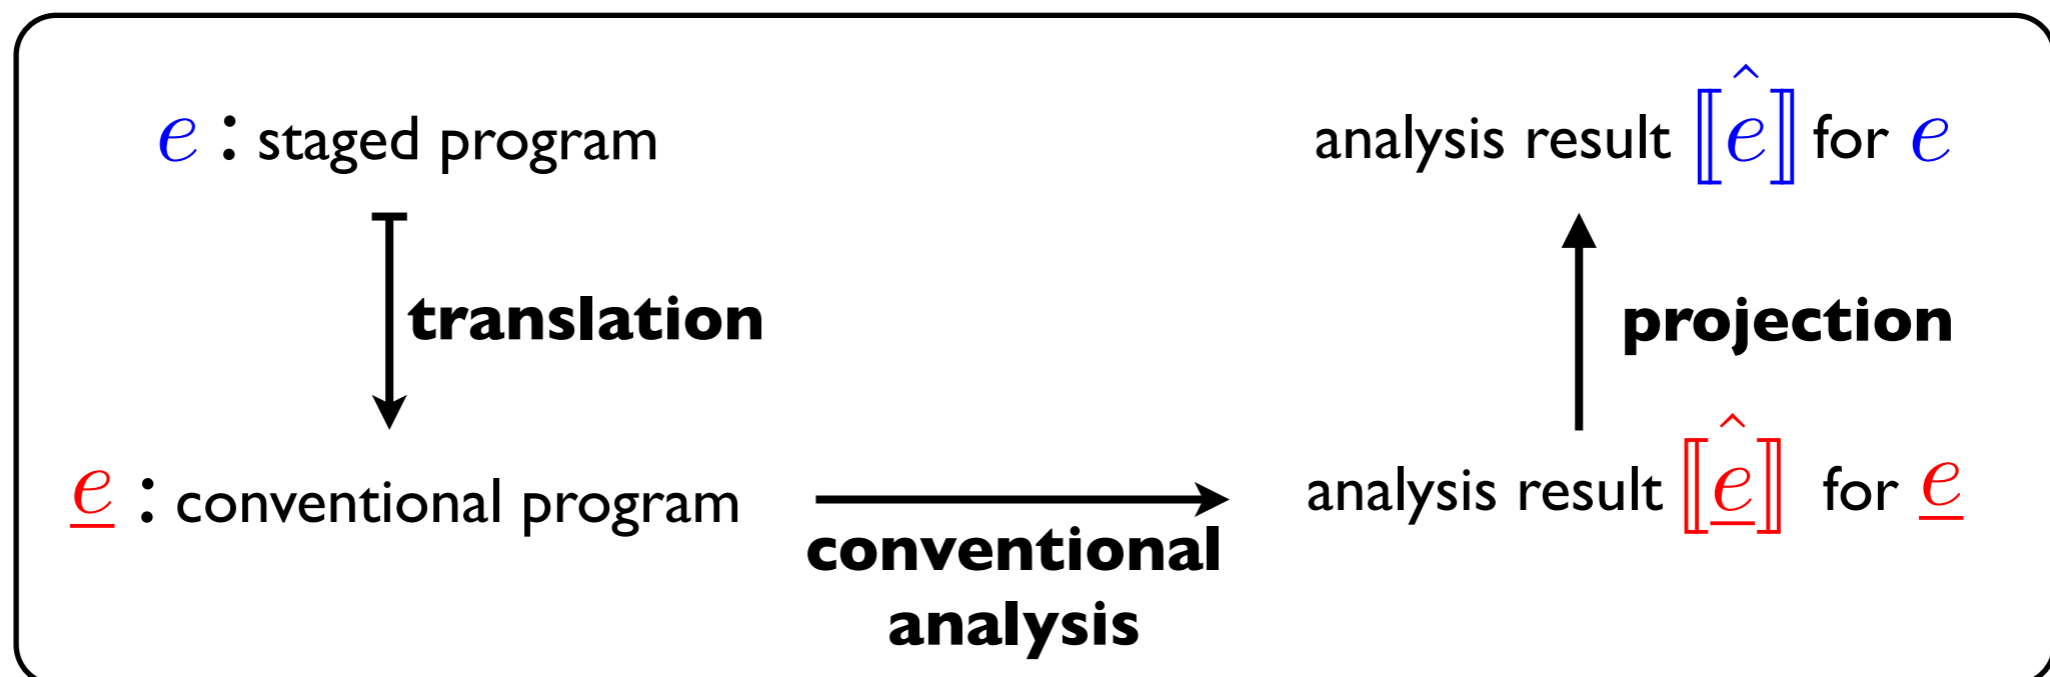 e : staged program
analysis result ⟦ê⟧ for e
translation
projection
e̲ : conventional program
analysis result ⟦ê̲⟧ for e̲
conventional
analysis